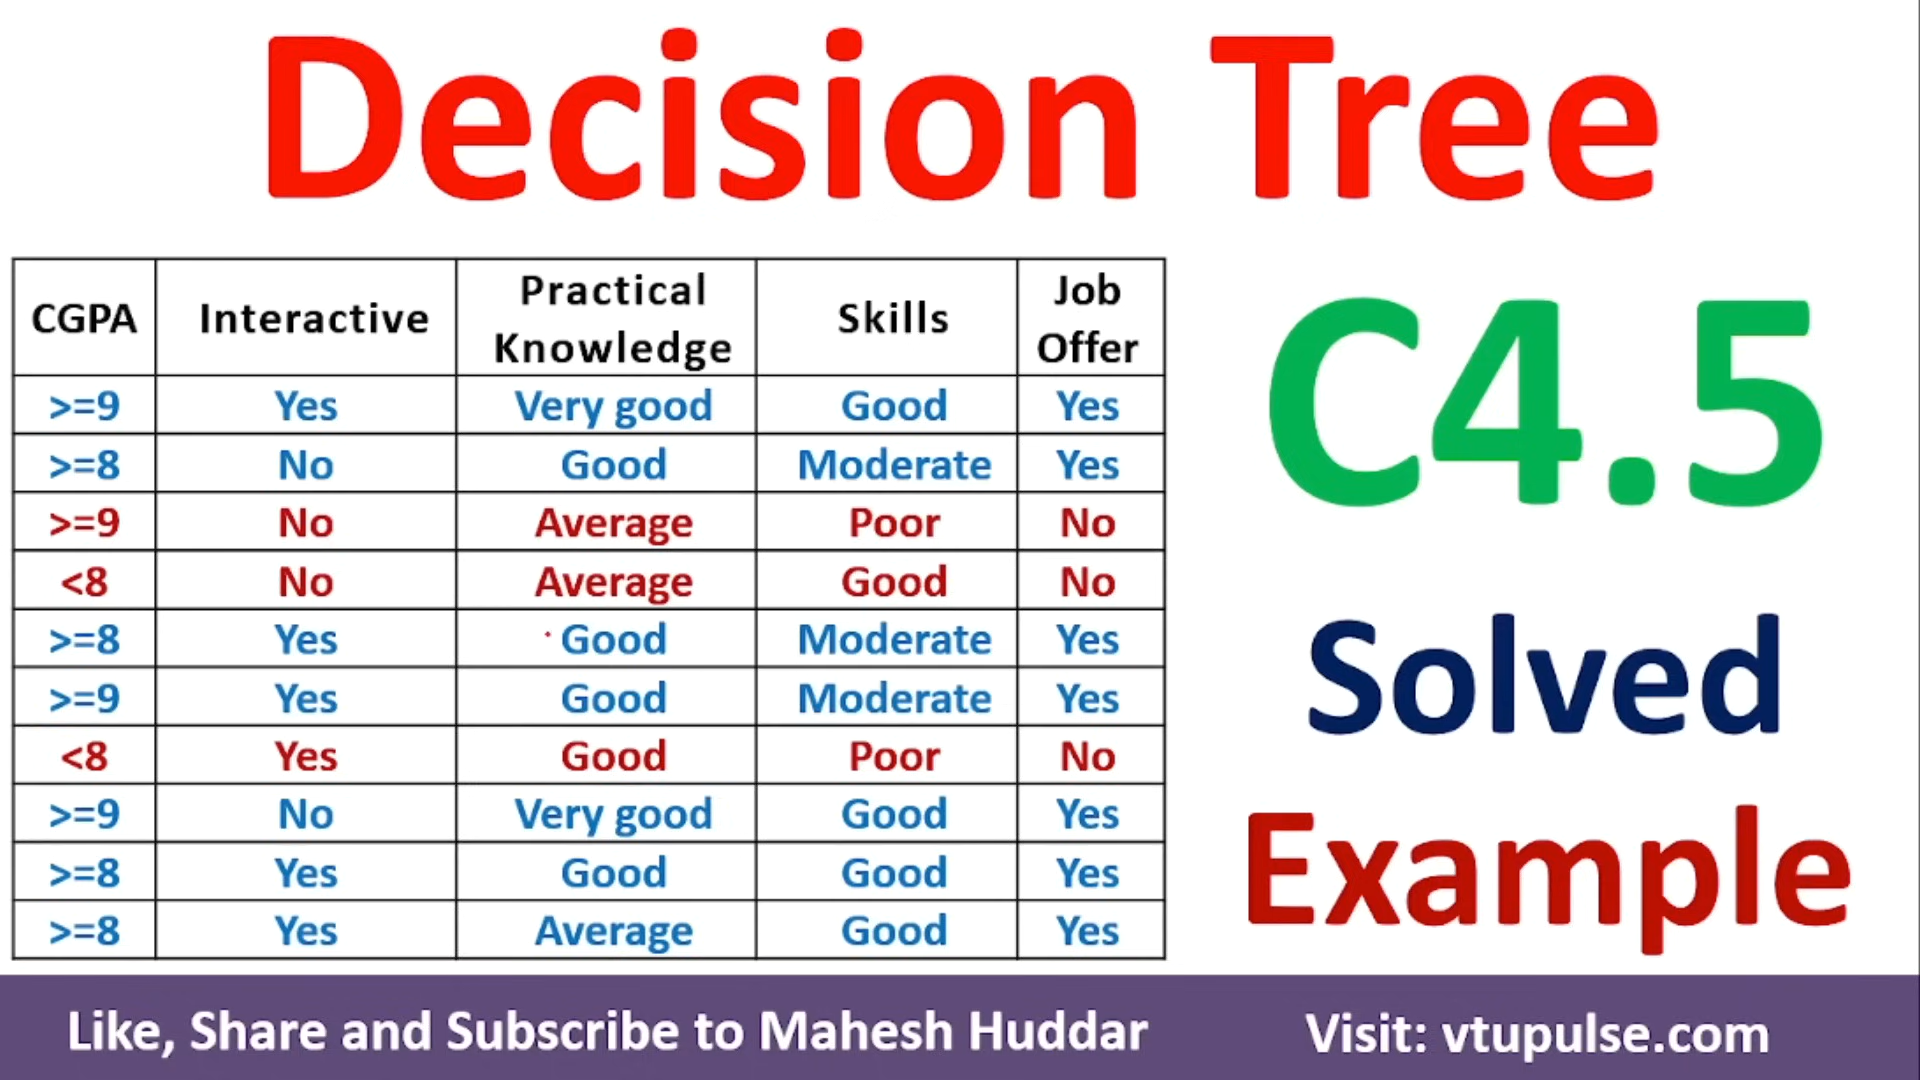 Decision Tree
CGPA Interactive Practical Knowledge Skills Job Offer
>=9 Yes Very good Good Yes
>=8 No Good Moderate Yes
>=9 No Average Poor No
<8 No Average Good No
>=8 Yes Good Moderate Yes
>=9 Yes Good Moderate Yes
<8 Yes Good Poor No
>=9 No Very good Good Yes
>=8 Yes Good Good Yes
>=8 Yes Average Good Yes
C4.5
Solved
Example
Like, Share and Subscribe to Mahesh Huddar
Visit: vtupulse.com